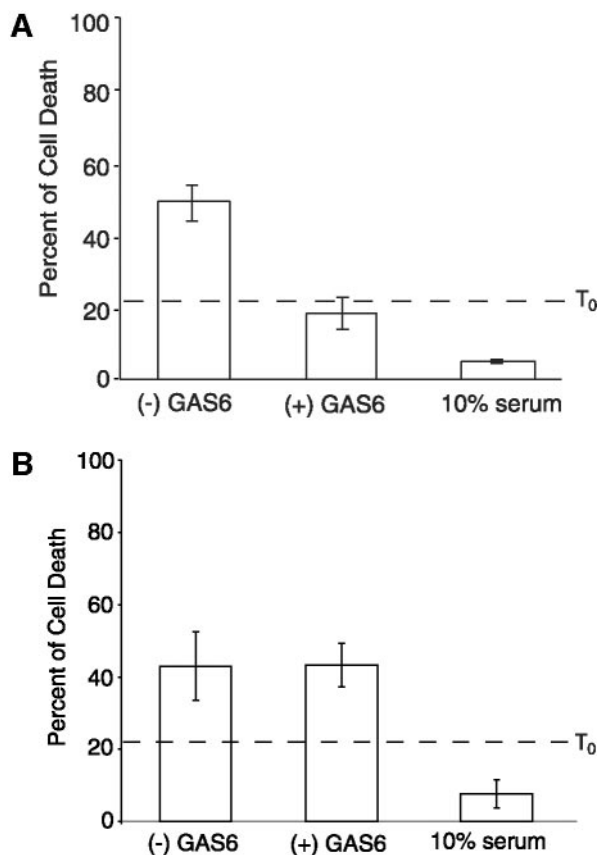 A
Percent of Cell Death
100
80
60
40
20
0
T0
(-) GAS6
(+) GAS6
10% serum
B
Percent of Cell Death
100
80
60
40
20
0
T0
(-) GAS6
(+) GAS6
10% serum